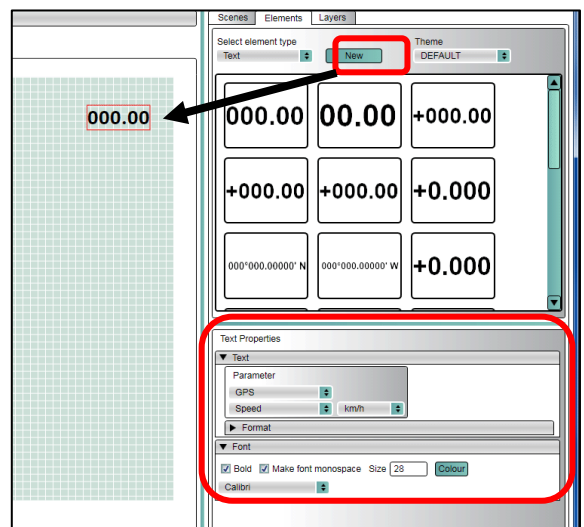 Scenes Elements Layers
Select element type Theme
Text New DEFAULT
000.00
000.00 00.00 +000.00
+000.00 +000.00 +0.000
000°000.00000' N 000°000.00000' W +0.000
Text Properties
Text
Parameter
GPS
Speed km/h
Format
Font
Bold Make font monospace Size 28 Colour
Calibri